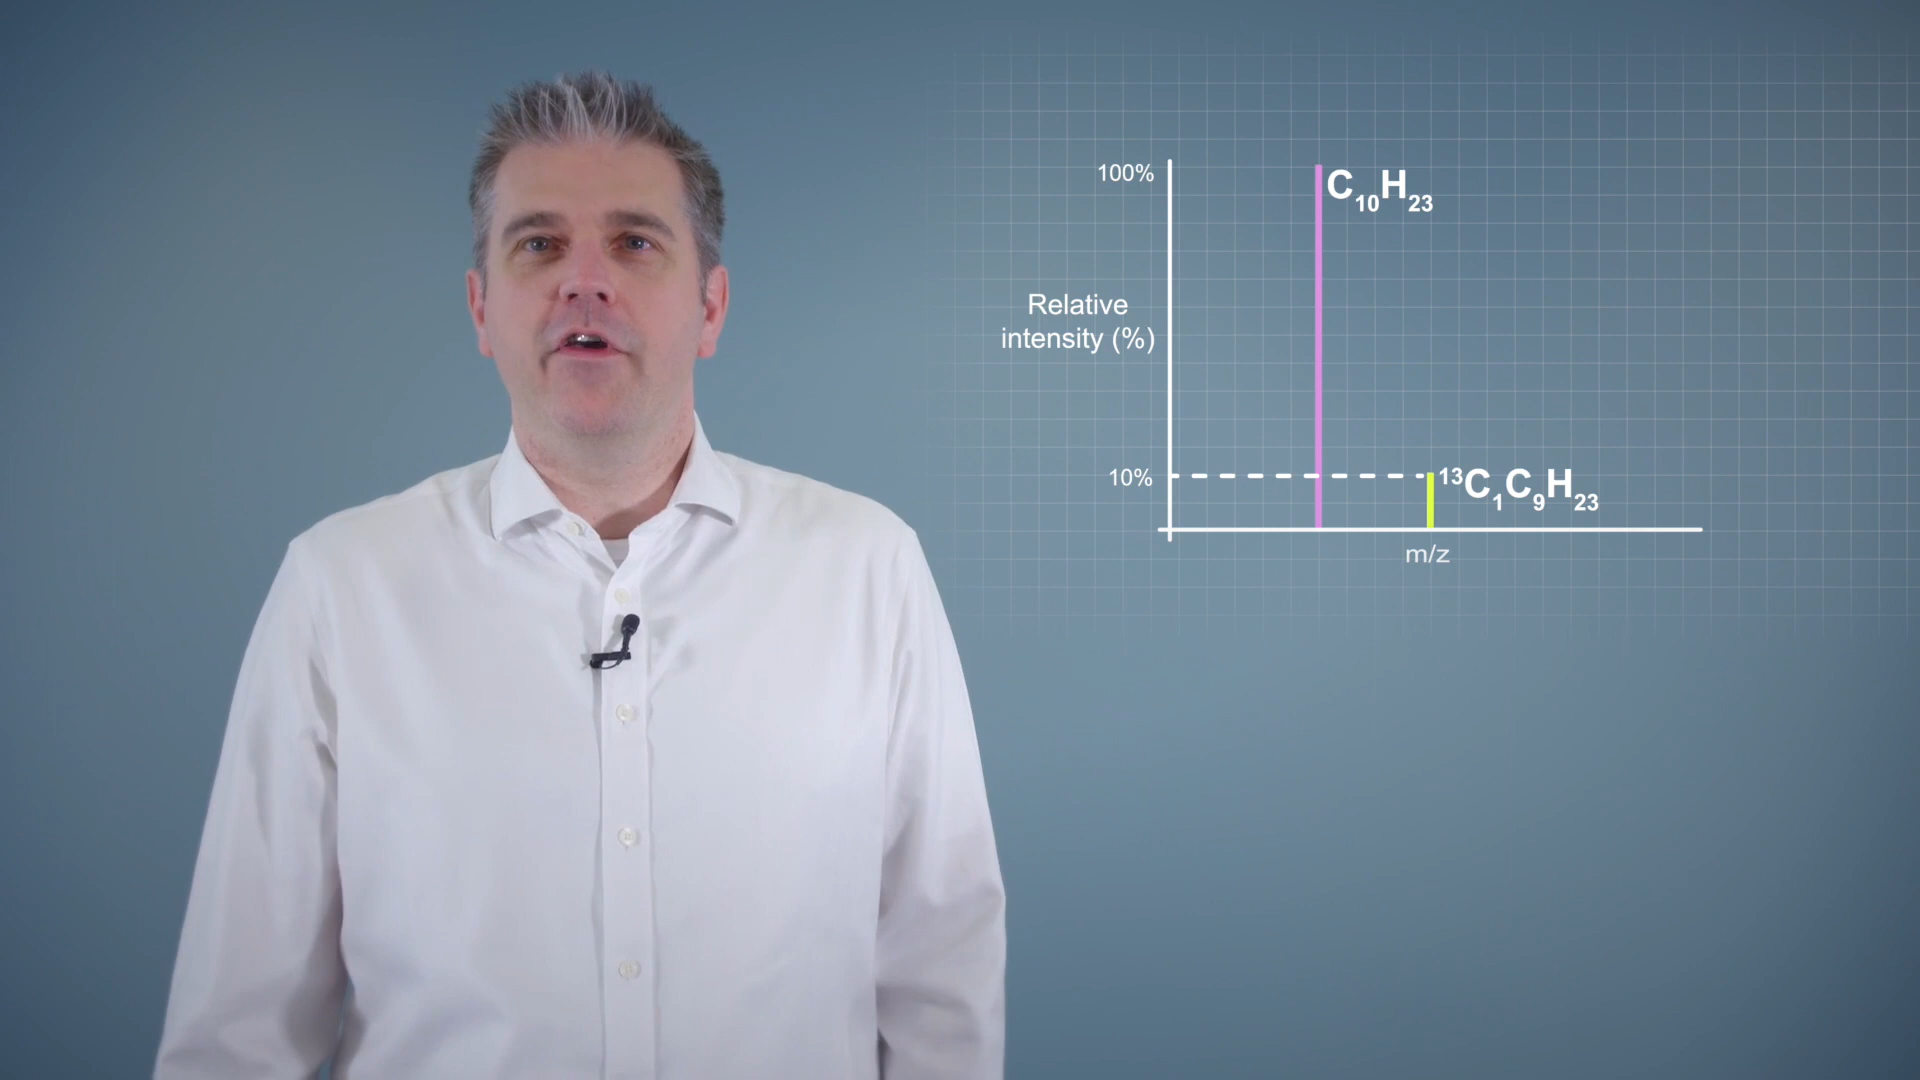 100%
C₁₀H₂₃
Relative
intensity (%)
10%
¹³C₁C₉H₂₃
m/z